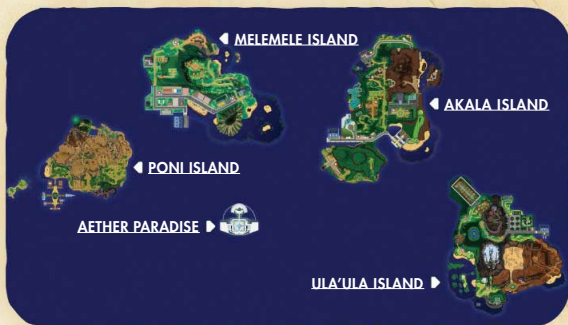 MELEMELE ISLAND
AKALA ISLAND
PONI ISLAND
AETHER PARADISE
ULA'ULA ISLAND